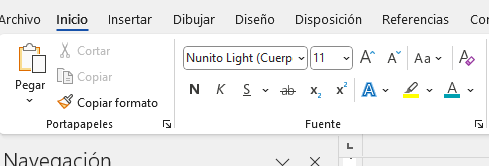 Archivo Inicio Insertar Dibujar Diseño Disposición Referencias Co
Pegar
Cortar
Copiar
Copiar formato
Portapapeles
Nunito Light (Cuerp 11 A A Aa A
N K S ab x₂ x² A A
Fuente
Navegación
L